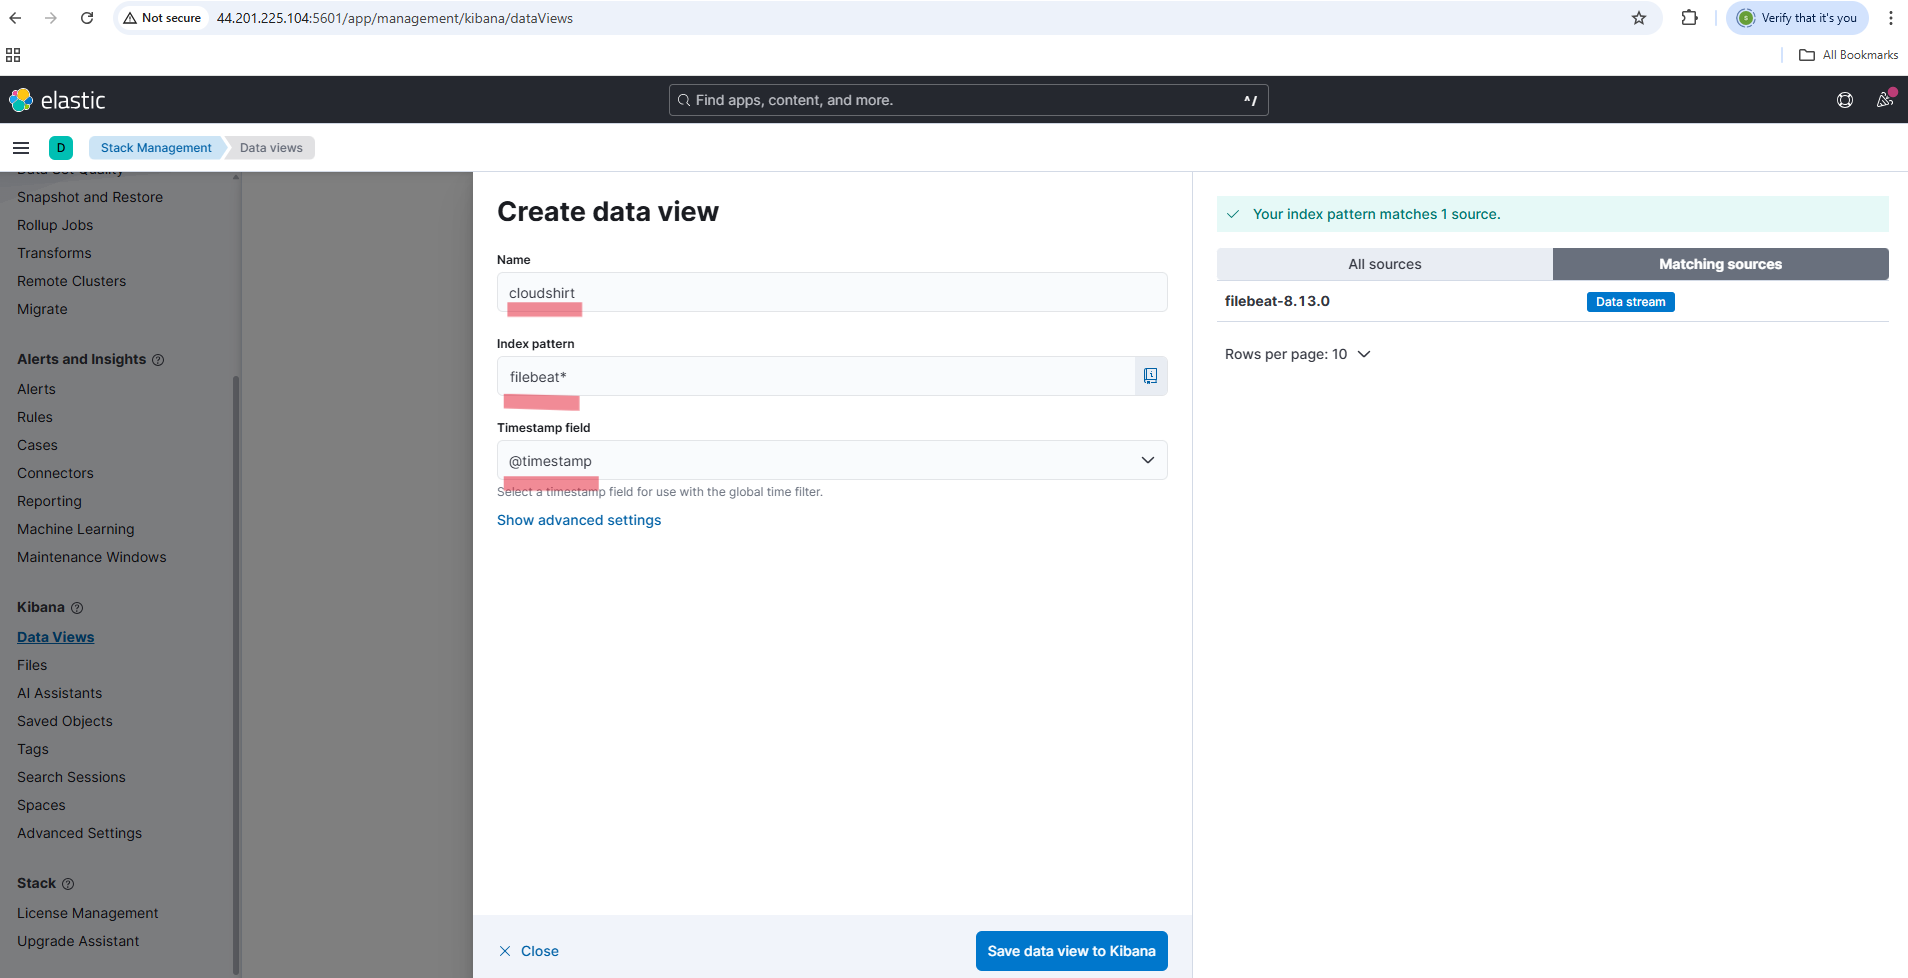 Not secure 44.201.225.104:5601/app/management/kibana/dataViews
Verify that it's you
All Bookmarks
elastic
Find apps, content, and more.
^/
D
Stack Management
Data views
Data Set Quality
Snapshot and Restore
Rollup Jobs
Transforms
Remote Clusters
Migrate
Alerts and Insights
Alerts
Rules
Cases
Connectors
Reporting
Machine Learning
Maintenance Windows
Kibana
Data Views
Files
AI Assistants
Saved Objects
Tags
Search Sessions
Spaces
Advanced Settings
Stack
License Management
Upgrade Assistant
Create data view
Name
cloudshirt
Index pattern
filebeat*
Timestamp field
@timestamp
Select a timestamp field for use with the global time filter.
Show advanced settings
Close
Save data view to Kibana
Your index pattern matches 1 source.
All sources
Matching sources
filebeat-8.13.0
Data stream
Rows per page: 10